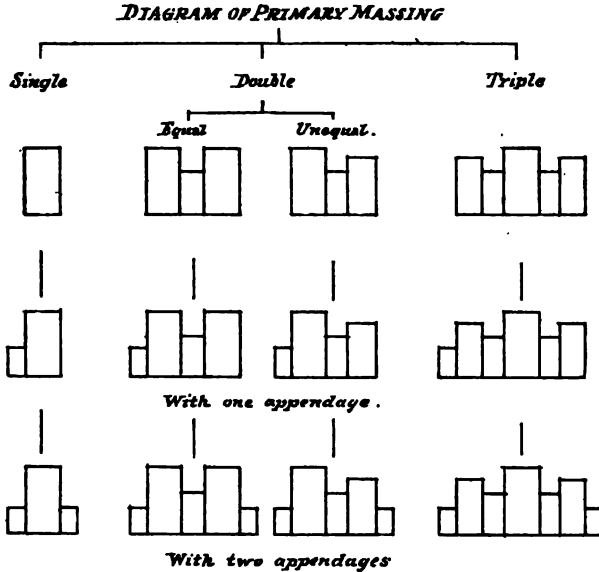 DIAGRAM OF PRIMARY MASSING
Single Double Triple
Equal Unequal.
With one appendage.
With two appendages